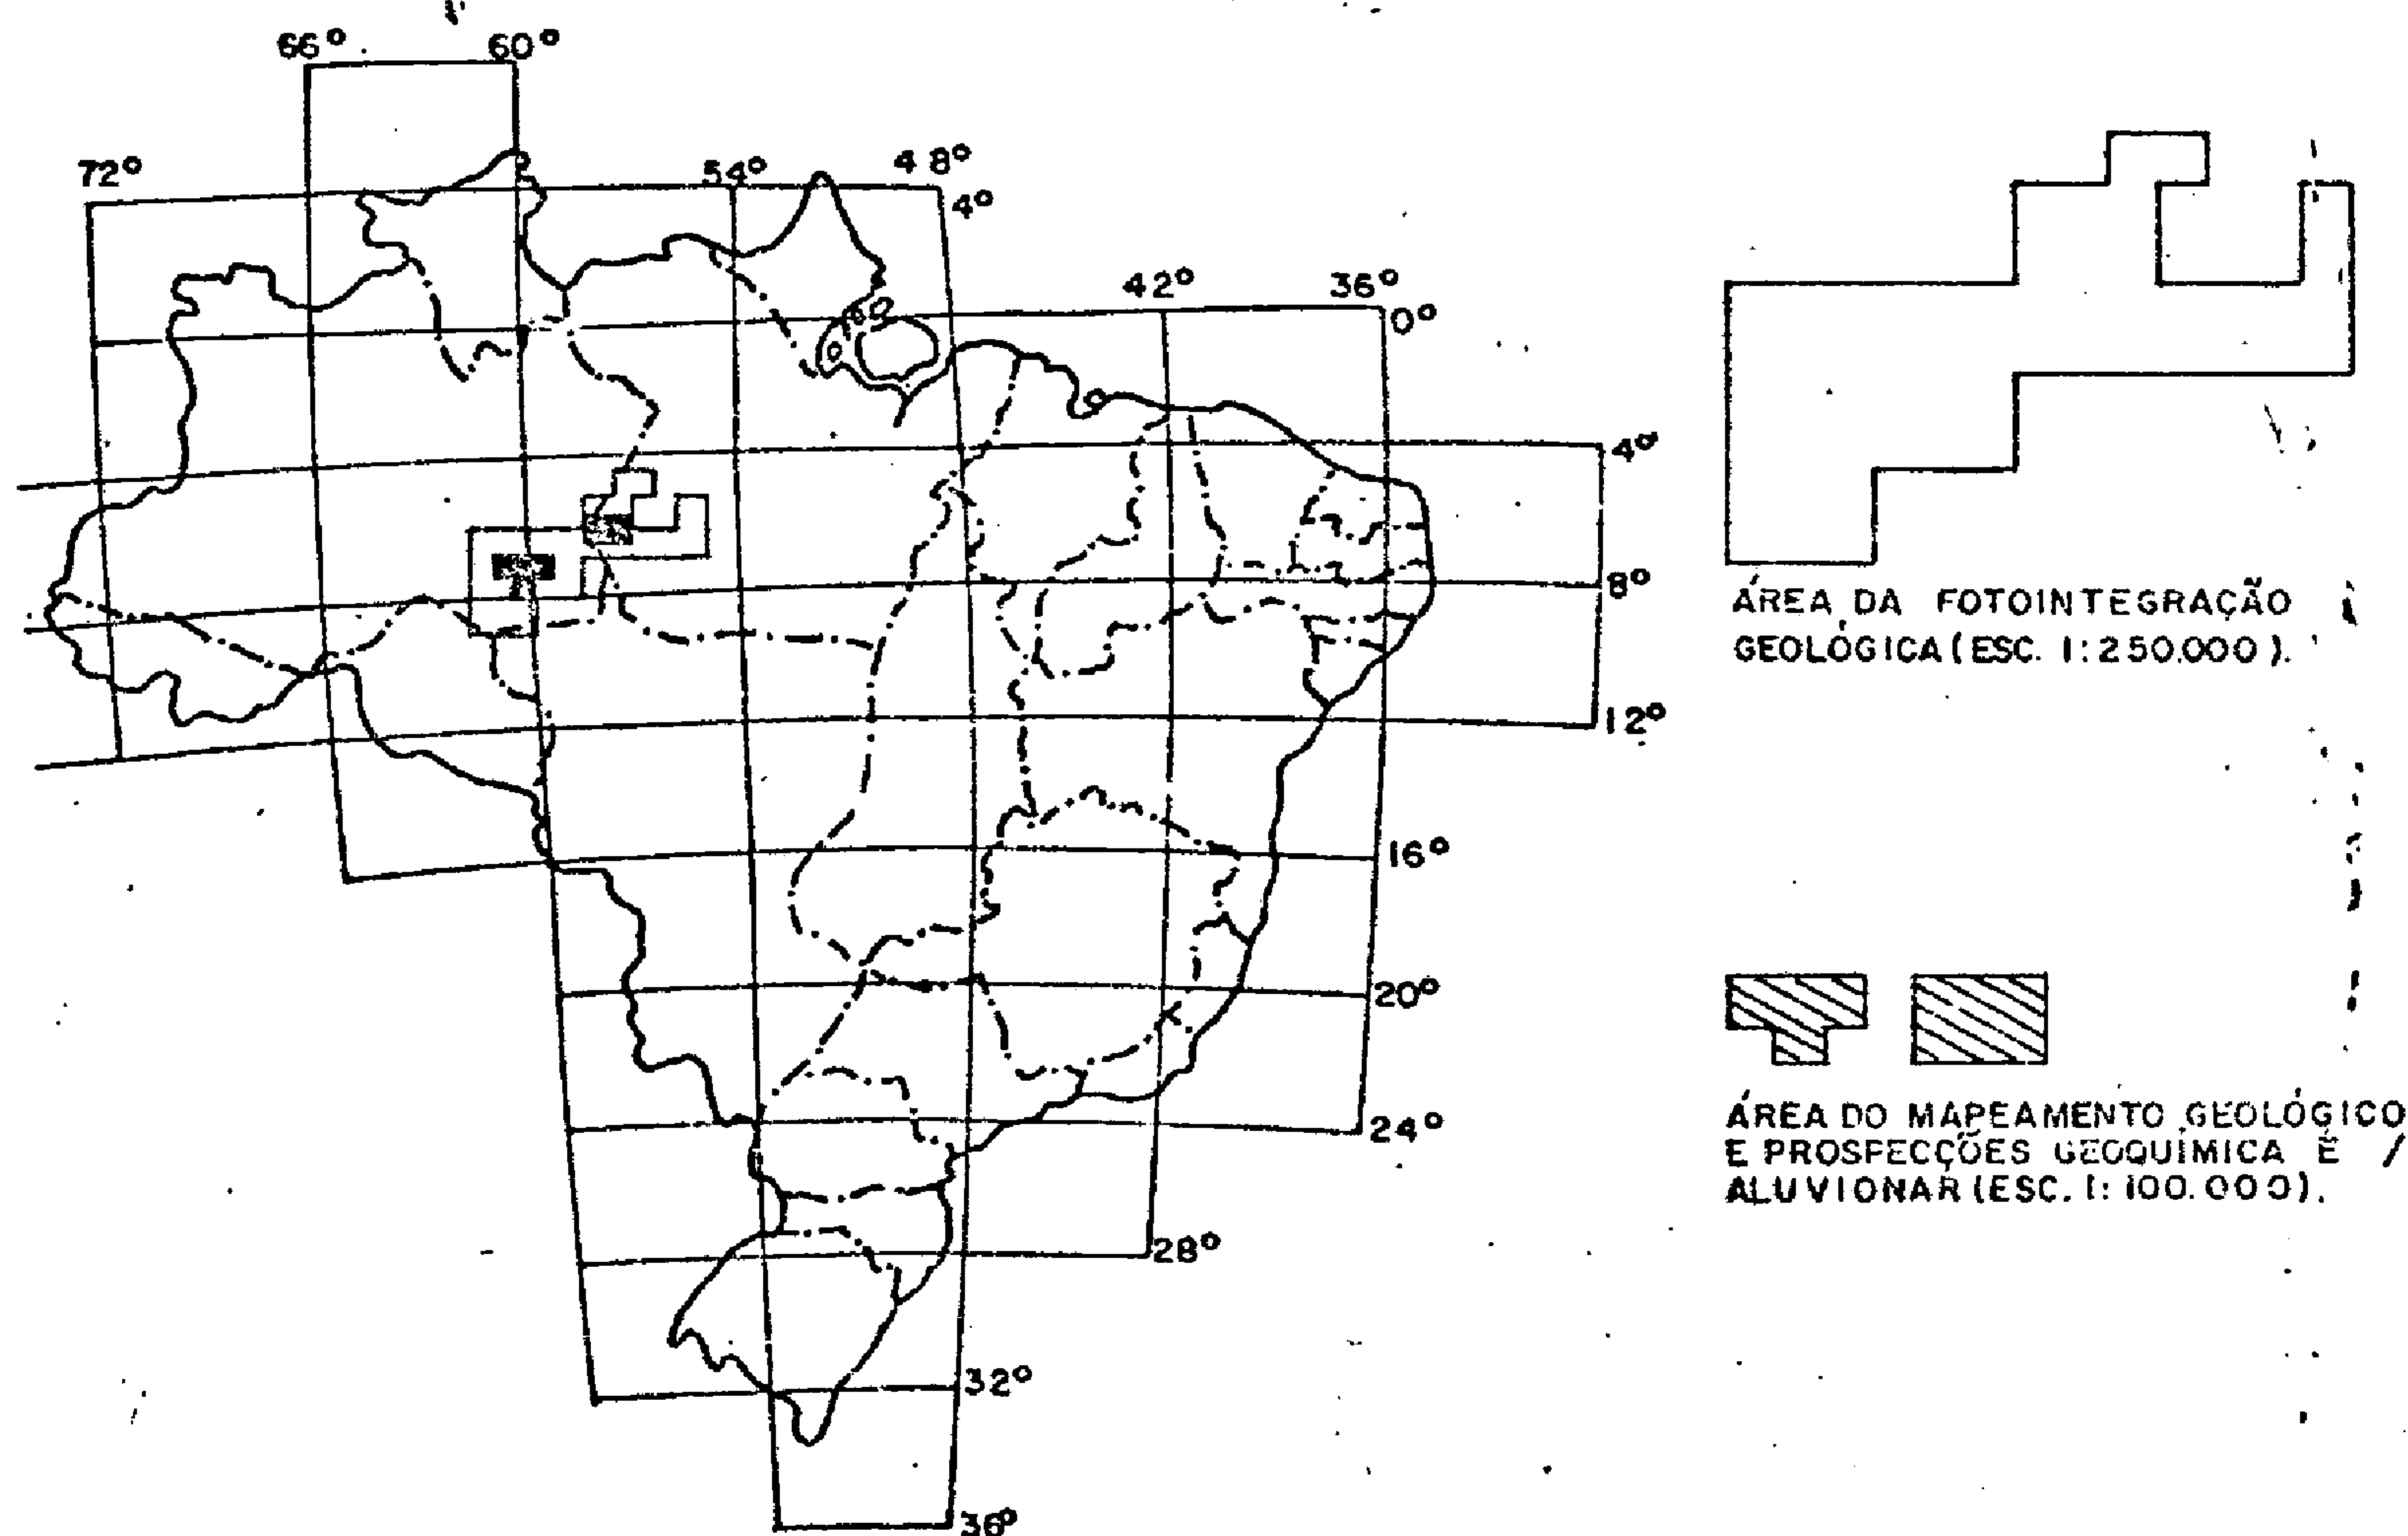 66° 60°
72° 54° 48°
4°
42° 36°
0°
4°
8°
12°
16°
20°
24°
28°
32°
36°
ÁREA DA FOTOINTEGRAÇÃO
GEOLÓGICA (ESC. 1:250.000).
ÁREA DO MAPEAMENTO GEOLÓGICO
E PROSPECÇÕES GEOQUÍMICA E /
ALUVIONAR (ESC. 1:100.000).